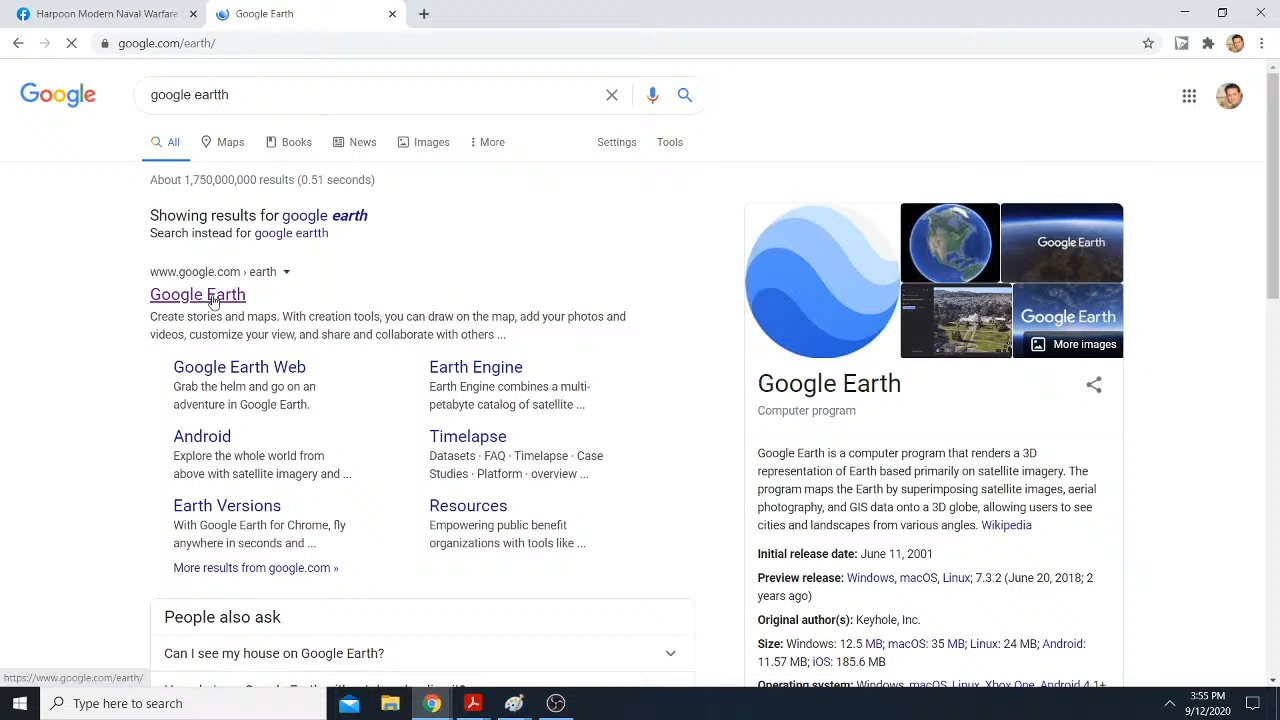 Harpoon Modern Naval Warfare
Google Earth
google.com/earth/
Google
google eartth
All
Maps
Books
News
Images
More
Settings
Tools
About 1,750,000,000 results (0.51 seconds)
Showing results for google earth
Search instead for google eartth
www.google.com › earth
Google Earth
Create stories and maps. With creation tools, you can draw on the map, add your photos and
videos, customize your view, and share and collaborate with others ...
Google Earth Web
Grab the helm and go on an
adventure in Google Earth.
Earth Engine
Earth Engine combines a multi-
petabyte catalog of satellite ...
Android
Explore the whole world from
above with satellite imagery and ...
Timelapse
Datasets · FAQ · Timelapse · Case
Studies · Platform · overview ...
Earth Versions
With Google Earth for Chrome, fly
anywhere in seconds and ...
Resources
Empowering public benefit
organizations with tools like ...
More results from google.com »
People also ask
Can I see my house on Google Earth?
Google Earth
Google Earth
More images
Google Earth
Computer program
Google Earth is a computer program that renders a 3D
representation of Earth based primarily on satellite imagery. The
program maps the Earth by superimposing satellite images, aerial
photography, and GIS data onto a 3D globe, allowing users to see
cities and landscapes from various angles. Wikipedia
Initial release date: June 11, 2001
Preview release: Windows, macOS, Linux; 7.3.2 (June 20, 2018; 2
years ago)
Original author(s): Keyhole, Inc.
Size: Windows: 12.5 MB; macOS: 35 MB; Linux: 24 MB; Android:
11.57 MB; iOS: 185.6 MB
Operating system: Windows, macOS, Linux, Xbox One, Android 4.1+
https://www.google.com/earth/
Type here to search
3:55 PM
9/12/2020